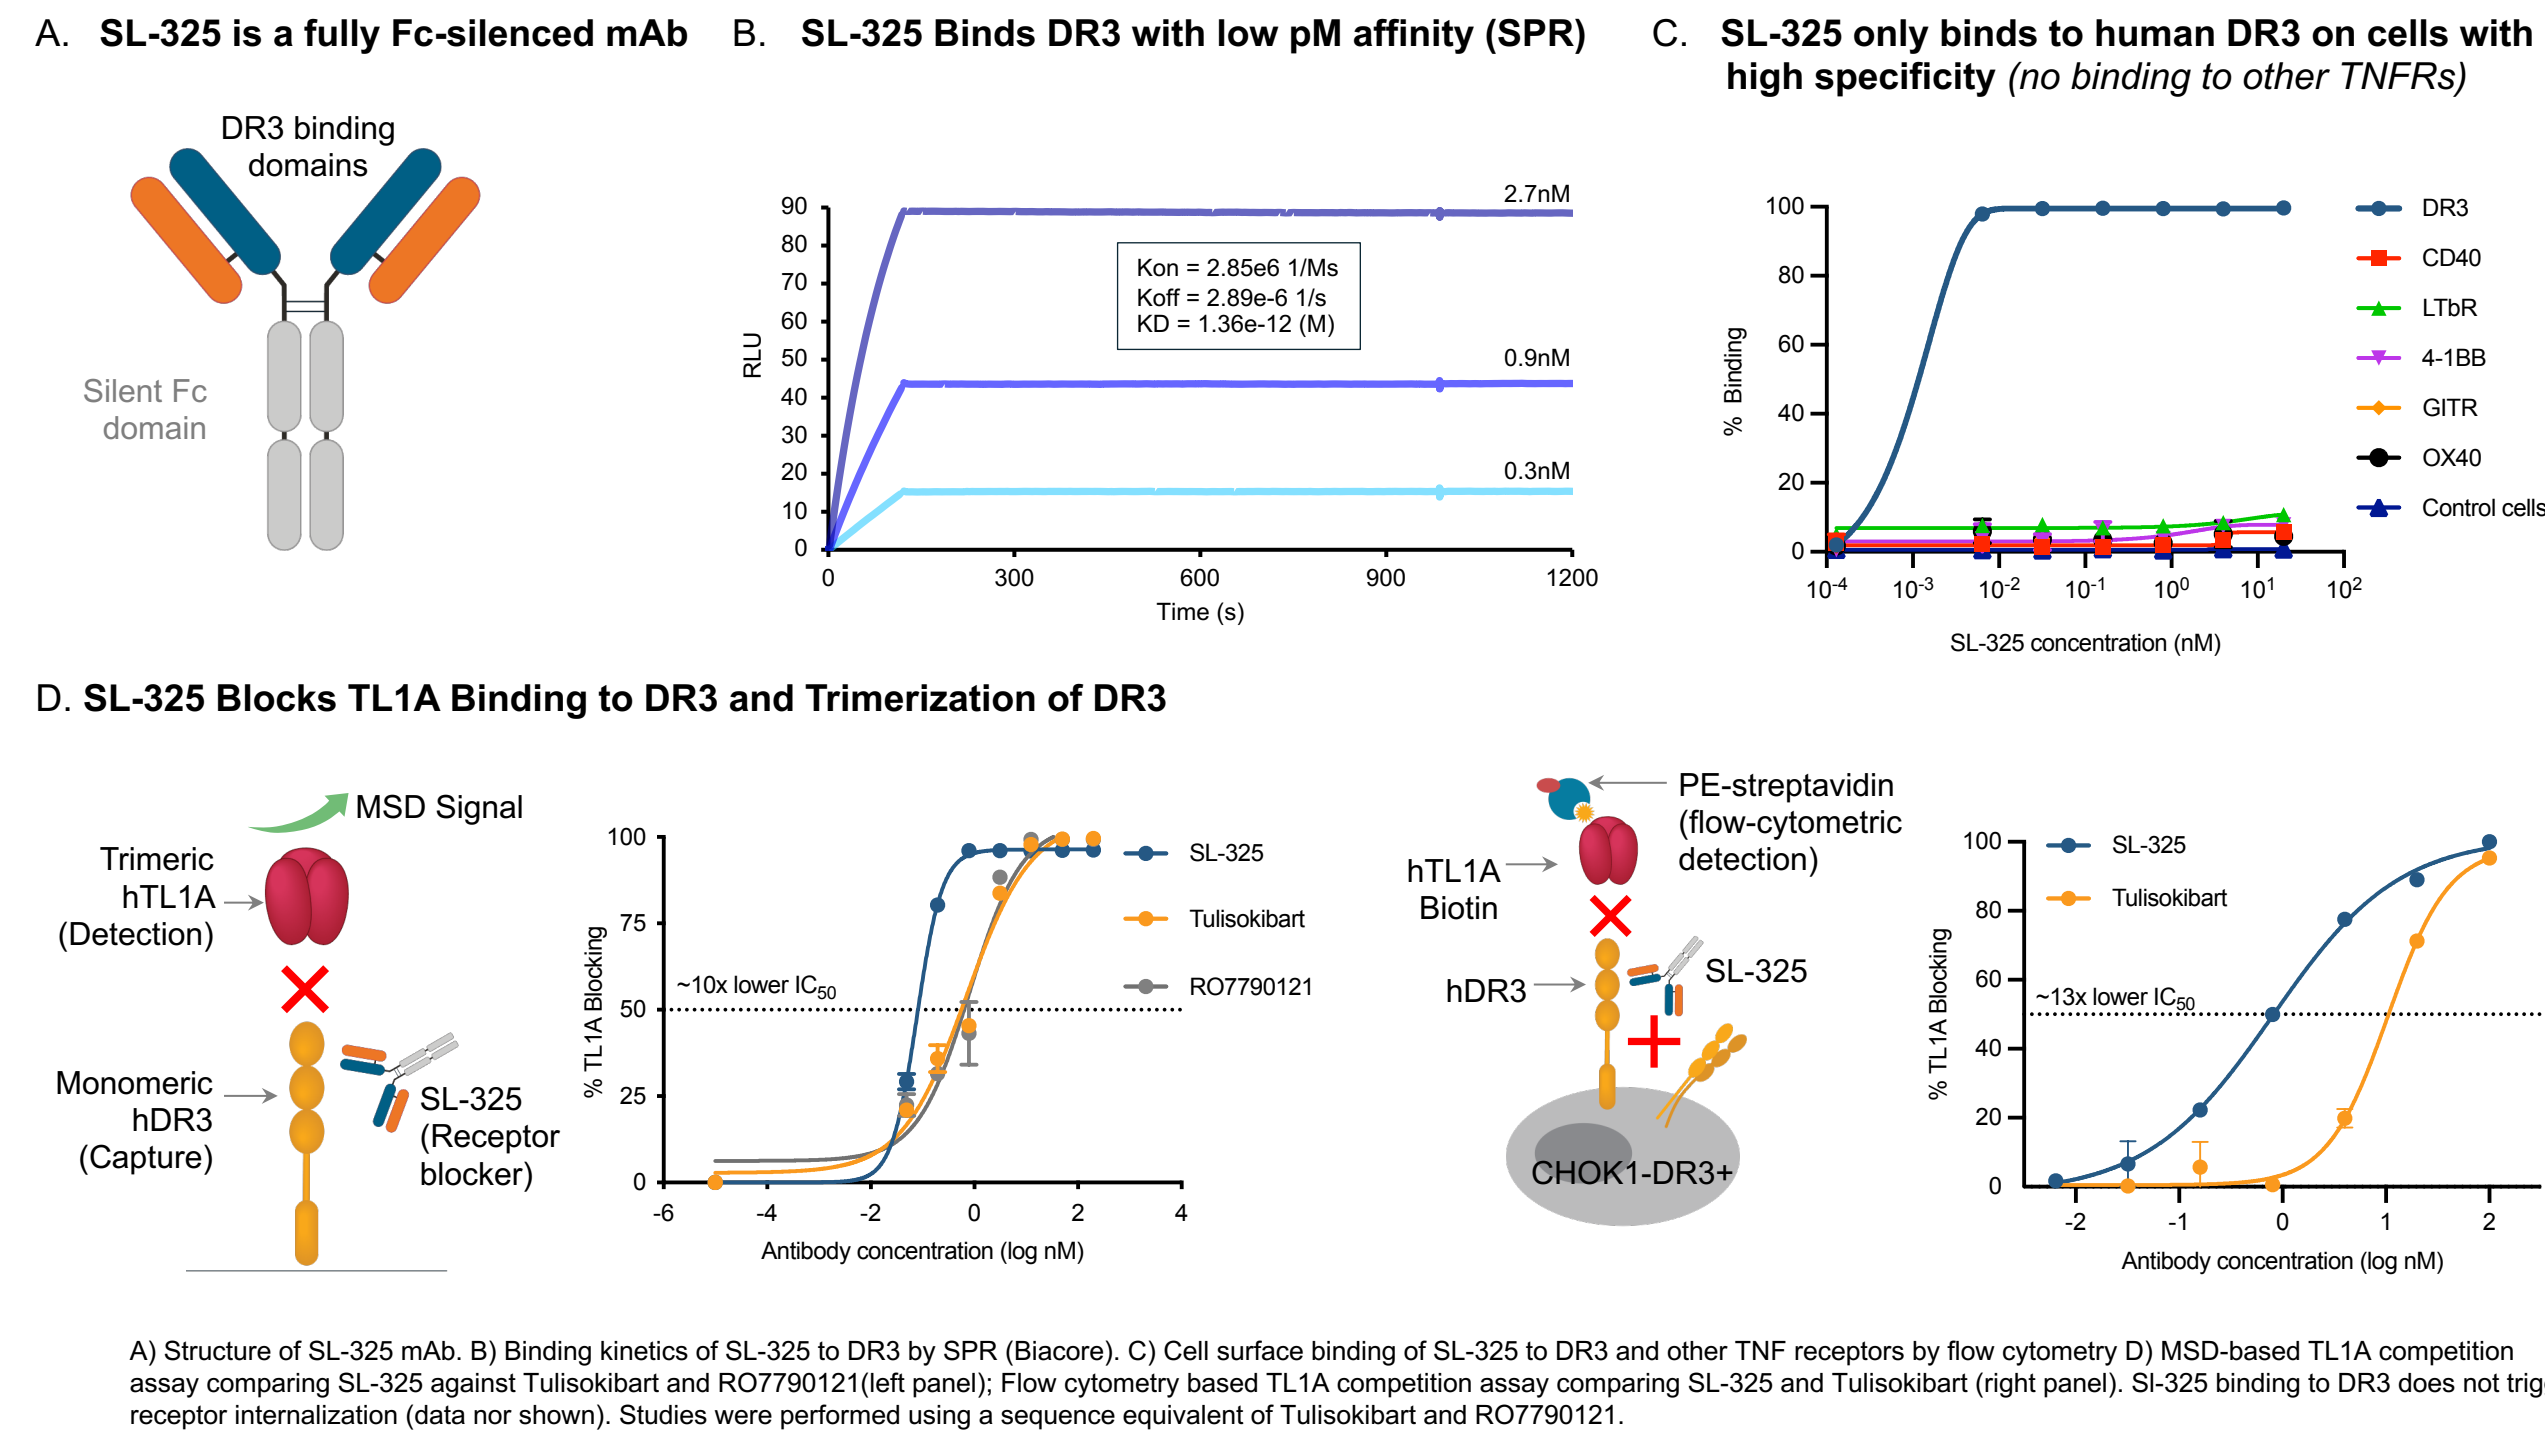 A. SL-325 is a fully Fc-silenced mAb
DR3 binding
domains
Silent Fc
domain
B. SL-325 Binds DR3 with low pM affinity (SPR)
90
80
70
60
50
40
30
20
10
0
RLU
2.7nM
Kon = 2.85e6 1/Ms
Koff = 2.89e-6 1/s
KD = 1.36e-12 (M)
0.9nM
0.3nM
0 300 600 900 1200
Time (s)
C. SL-325 only binds to human DR3 on cells with
high specificity (no binding to other TNFRs)
100
80
60
40
20
0
% Binding
10-4 10-3 10-2 10-1 100 101 102
SL-325 concentration (nM)
DR3
CD40
LTbR
4-1BB
GITR
OX40
Control cells
D. SL-325 Blocks TL1A Binding to DR3 and Trimerization of DR3
MSD Signal
Trimeric
hTL1A
(Detection)
Monomeric
hDR3
(Capture)
SL-325
(Receptor
blocker)
100
75
50
25
0
% TL1A Blocking
~10x lower IC50
-6 -4 -2 0 2 4
Antibody concentration (log nM)
SL-325
Tulisokibart
RO7790121
PE-streptavidin
(flow-cytometric
detection)
hTL1A
Biotin
hDR3
SL-325
CHOK1-DR3+
100
80
60
40
20
0
% TL1A Blocking
SL-325
Tulisokibart
~13x lower IC50
-2 -1 0 1 2
Antibody concentration (log nM)
A) Structure of SL-325 mAb. B) Binding kinetics of SL-325 to DR3 by SPR (Biacore). C) Cell surface binding of SL-325 to DR3 and other TNF receptors by flow cytometry D) MSD-based TL1A competition
assay comparing SL-325 against Tulisokibart and RO7790121(left panel); Flow cytometry based TL1A competition assay comparing SL-325 and Tulisokibart (right panel). Sl-325 binding to DR3 does not trig
receptor internalization (data nor shown). Studies were performed using a sequence equivalent of Tulisokibart and RO7790121.